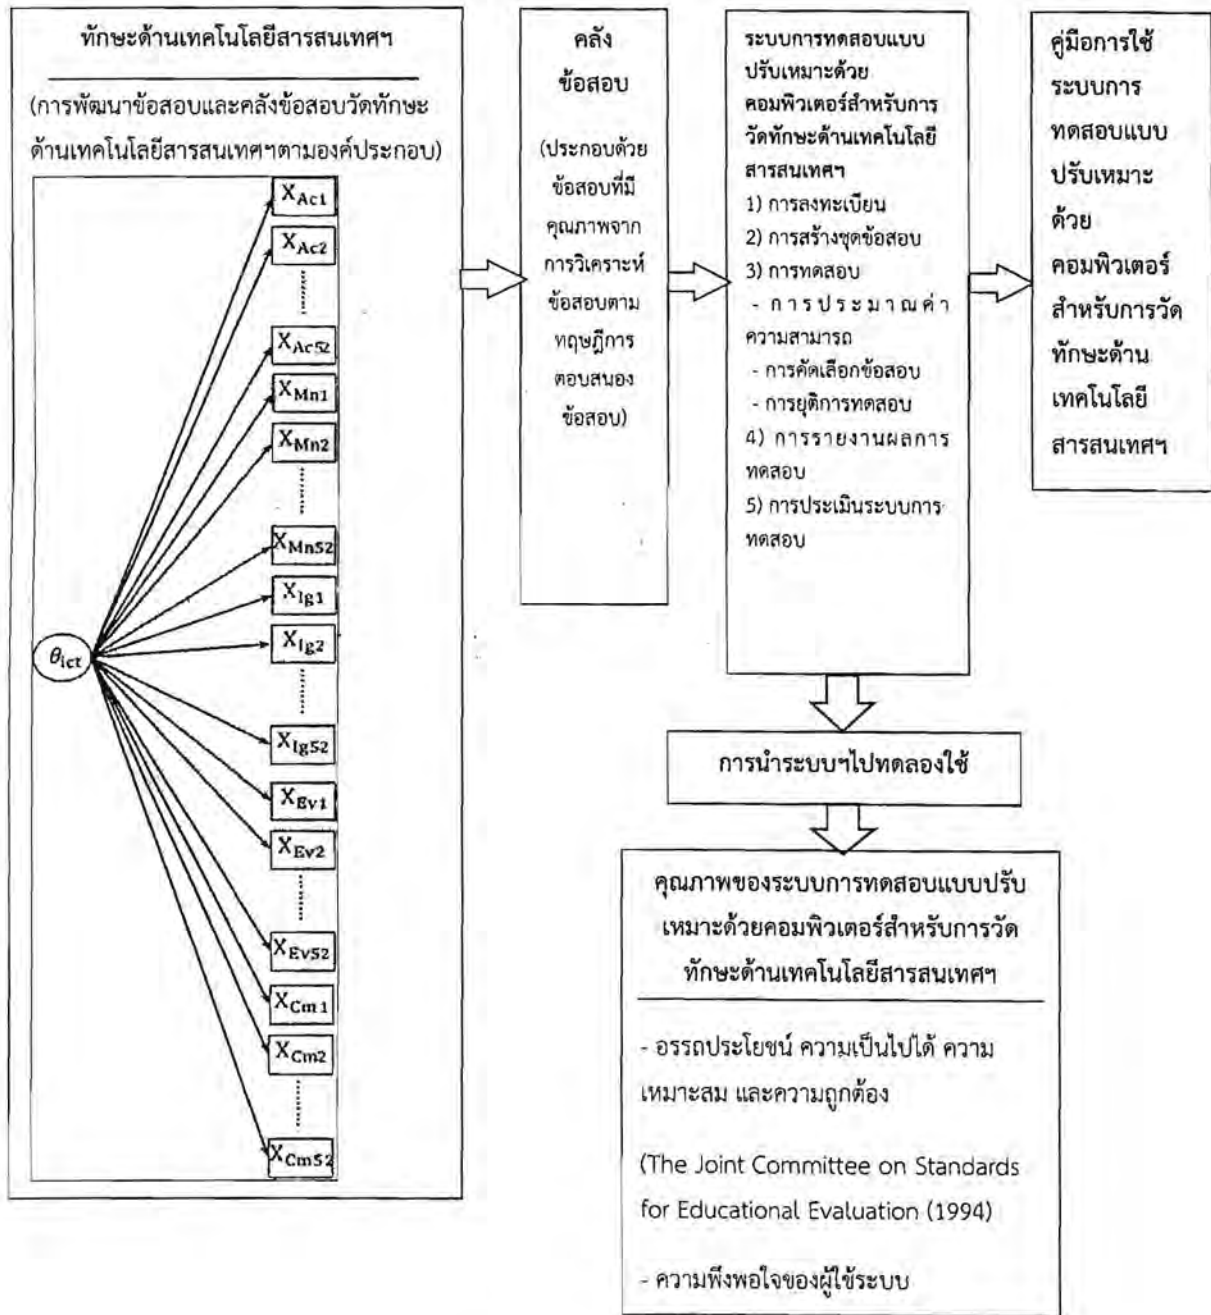 ทักษะด้านเทคโนโลยีสารสนเทศฯ
(การพัฒนาข้อสอบและคลังข้อสอบวัดทักษะ
ด้านเทคโนโลยีสารสนเทศฯตามองค์ประกอบ)
θict
XAc1
XAc2
XAc52
XMn1
XMn2
XMn52
XIg1
XIg2
XIg52
XEv1
XEv2
XEv52
XCm1
XCm2
XCm52
คลัง
ข้อสอบ
(ประกอบด้วย
ข้อสอบที่มี
คุณภาพจาก
การวิเคราะห์
ข้อสอบตาม
ทฤษฎีการ
ตอบสนอง
ข้อสอบ)
ระบบการทดสอบแบบ
ปรับเหมาะด้วย
คอมพิวเตอร์สำหรับการ
วัดทักษะด้านเทคโนโลยี
สารสนเทศฯ
1) การลงทะเบียน
2) การสร้างชุดข้อสอบ
3) การทดสอบ
- การประมาณค่า
ความสามารถ
- การคัดเลือกข้อสอบ
- การยุติการทดสอบ
4) การรายงานผลการ
ทดสอบ
5) การประเมินระบบการ
ทดสอบ
คู่มือการใช้
ระบบการ
ทดสอบแบบ
ปรับเหมาะ
ด้วย
คอมพิวเตอร์
สำหรับการวัด
ทักษะด้าน
เทคโนโลยี
สารสนเทศฯ
การนำระบบฯไปทดลองใช้
คุณภาพของระบบการทดสอบแบบปรับ
เหมาะด้วยคอมพิวเตอร์สำหรับการวัด
ทักษะด้านเทคโนโลยีสารสนเทศฯ
- อรรถประโยชน์ ความเป็นไปได้ ความ
เหมาะสม และความถูกต้อง
(The Joint Committee on Standards
for Educational Evaluation (1994)
- ความพึงพอใจของผู้ใช้ระบบ